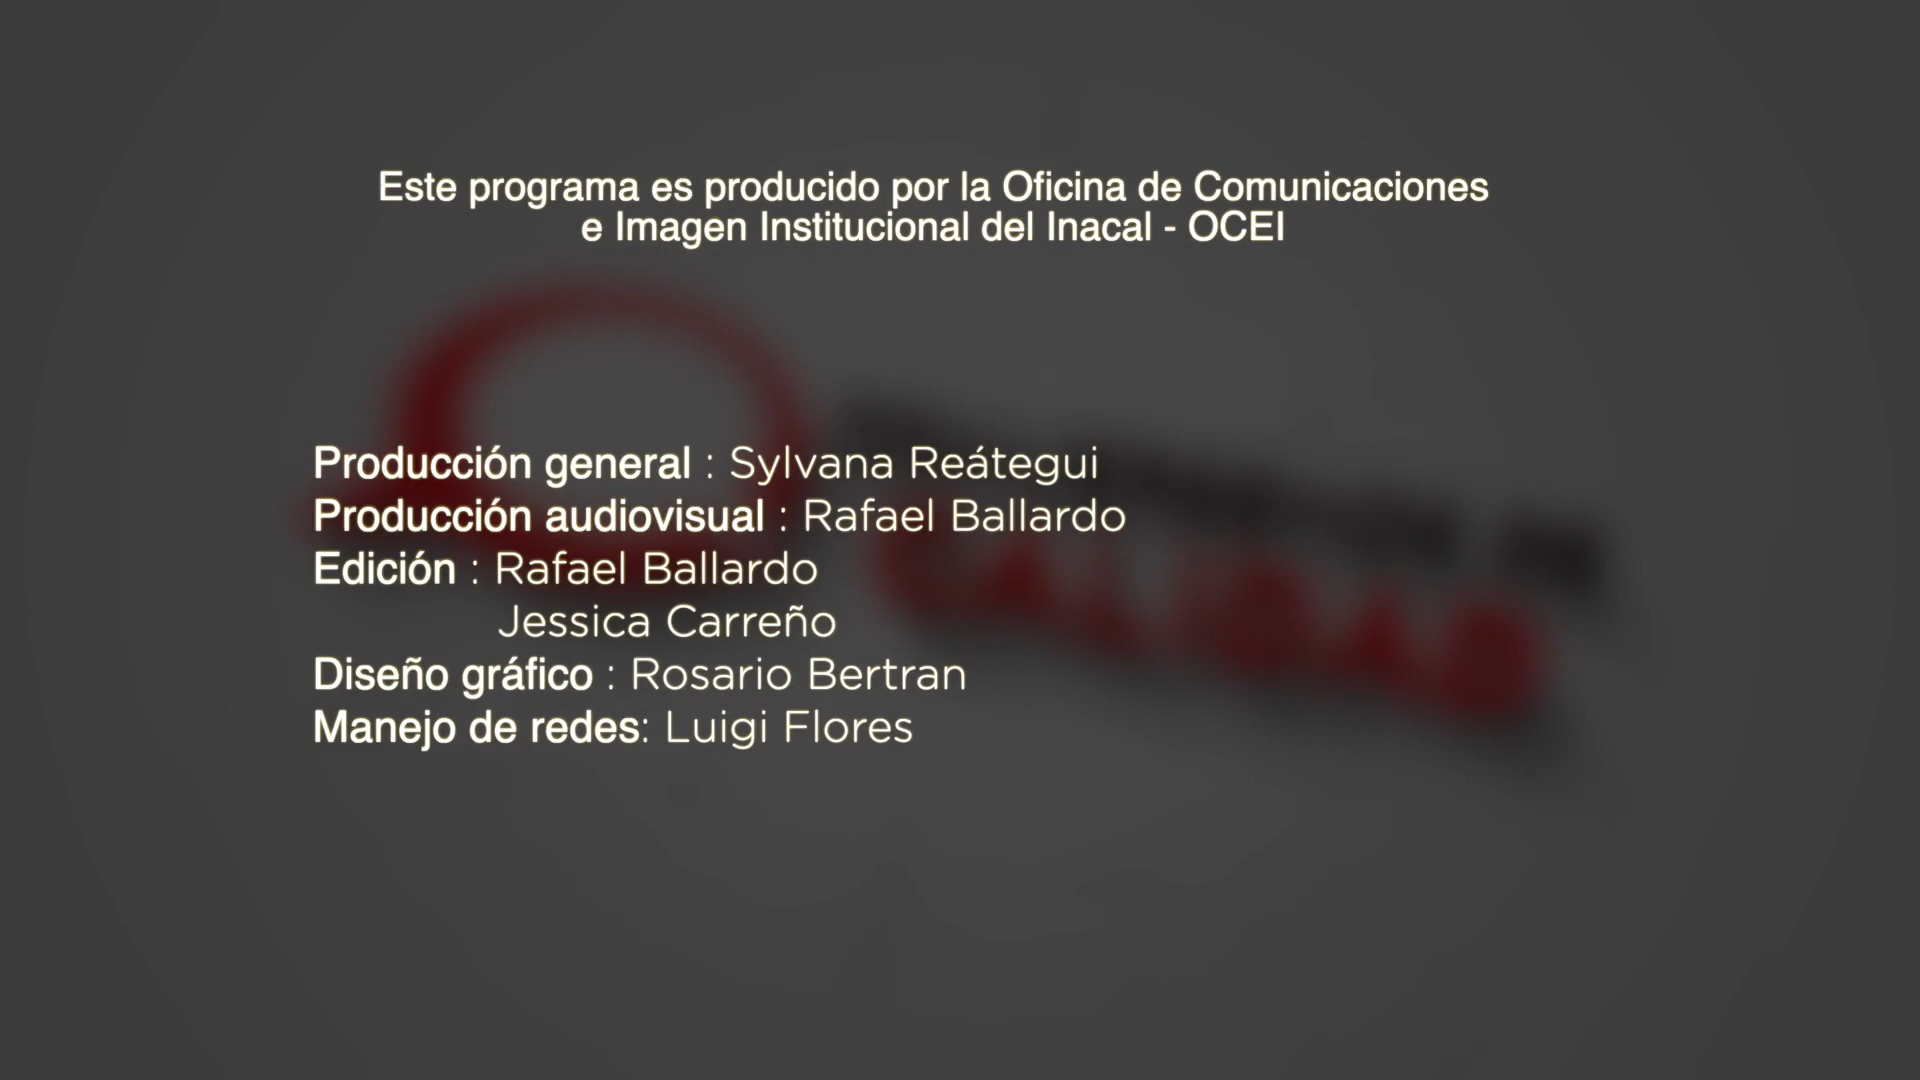 Este programa es producido por la Oficina de Comunicaciones
e Imagen Institucional del Inacal - OCEI
Producción general : Sylvana Reátegui
Producción audiovisual : Rafael Ballardo
Edición : Rafael Ballardo
Jessica Carreño
Diseño gráfico : Rosario Bertran
Manejo de redes: Luigi Flores
CALIDAD